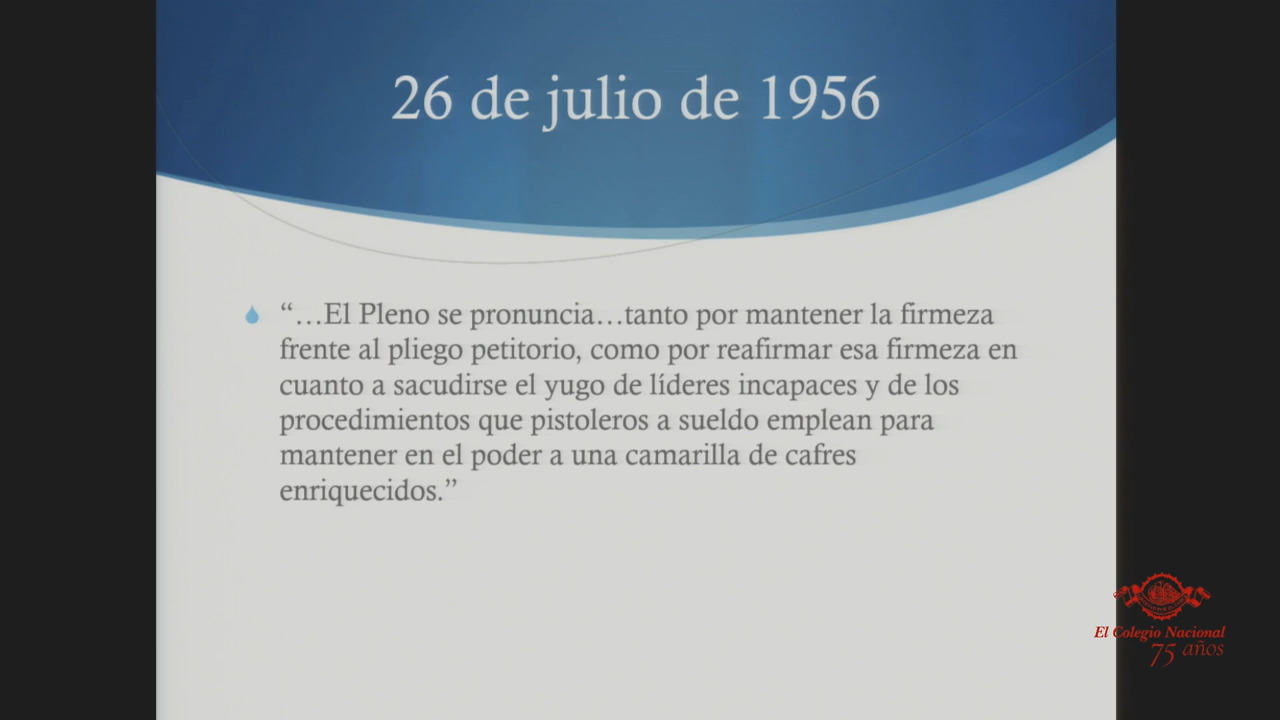 26 de julio de 1956
“…El Pleno se pronuncia…tanto por mantener la firmeza
frente al pliego petitorio, como por reafirmar esa firmeza en
cuanto a sacudirse el yugo de líderes incapaces y de los
procedimientos que pistoleros a sueldo emplean para
mantener en el poder a una camarilla de cafres
enriquecidos.”
El Colegio Nacional
75 años